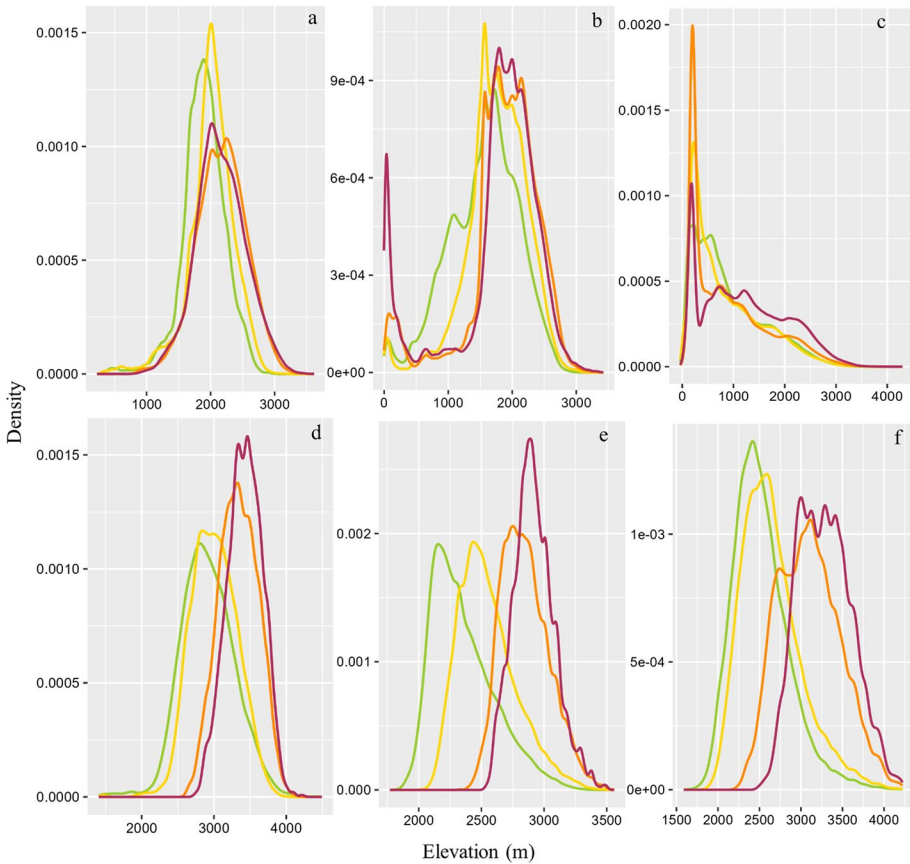 a
b
c
0.0015
0.0010
0.0005
0.0000
1000 2000 3000
9e-04
6e-04
3e-04
0e+00
0 1000 2000 3000
0.0020
0.0015
0.0010
0.0005
0.0000
0 1000 2000 3000 4000
Density
d
e
f
0.0015
0.0010
0.0005
0.0000
2000 3000 4000
0.002
0.001
0.000
2000 2500 3000 3500
1e-03
5e-04
0e+00
1500 2000 2500 3000 3500 4000
Elevation (m)